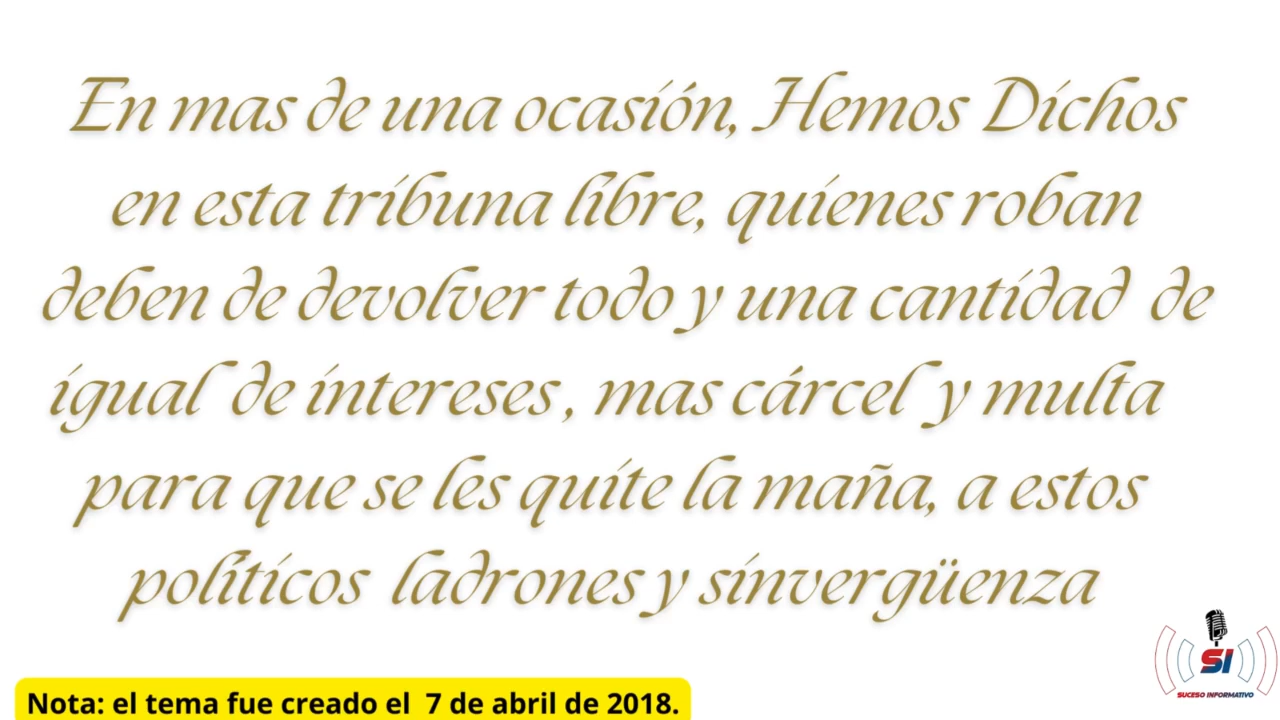 En mas de una ocasión, Hemos Dichos
en esta tribuna libre, quienes roban
deben de devolver todo y una cantidad de
igual de intereses , mas cárcel y multa
para que se les quite la maña, a estos
políticos ladrones y sinvergüenza
Nota: el tema fue creado el 7 de abril de 2018.
SI
SUCESO INFORMATIVO